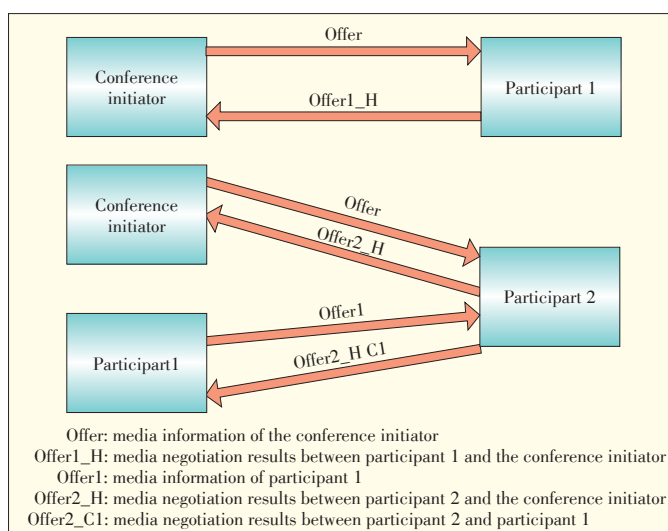 Offer
Conference
initiator
Participart 1
Offer1_H
Conference
initiator
Offer
Offer2_H
Participart 2
Offer1
Participart1
Offer2_H C1
Offer: media information of the conference initiator
Offer1_H: media negotiation results between participant 1 and the conference initiator
Offer1: media information of participant 1
Offer2_H: media negotiation results between participant 2 and the conference initiator
Offer2_C1: media negotiation results between participant 2 and participant 1